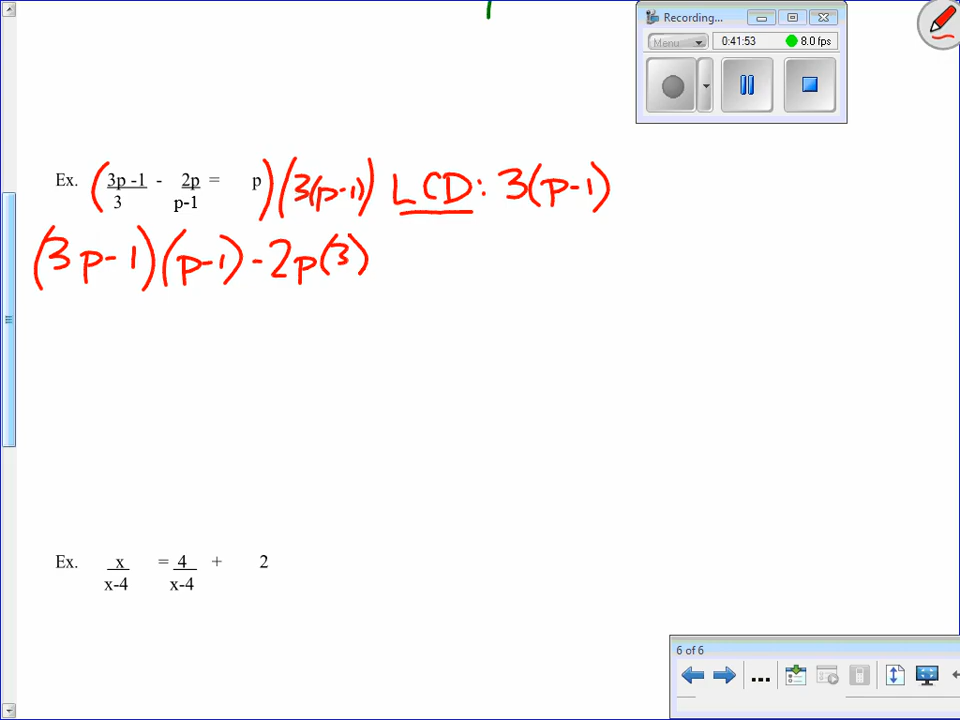 Recording...
Menu
0:41:53
8.0 fps
Ex. (3p -1 - 2p = p)(3(p-1)) LCD: 3(p-1)
3 p-1
(3p-1)(p-1)-2p(3)
Ex. x = 4 + 2
x-4 x-4
6 of 6
...